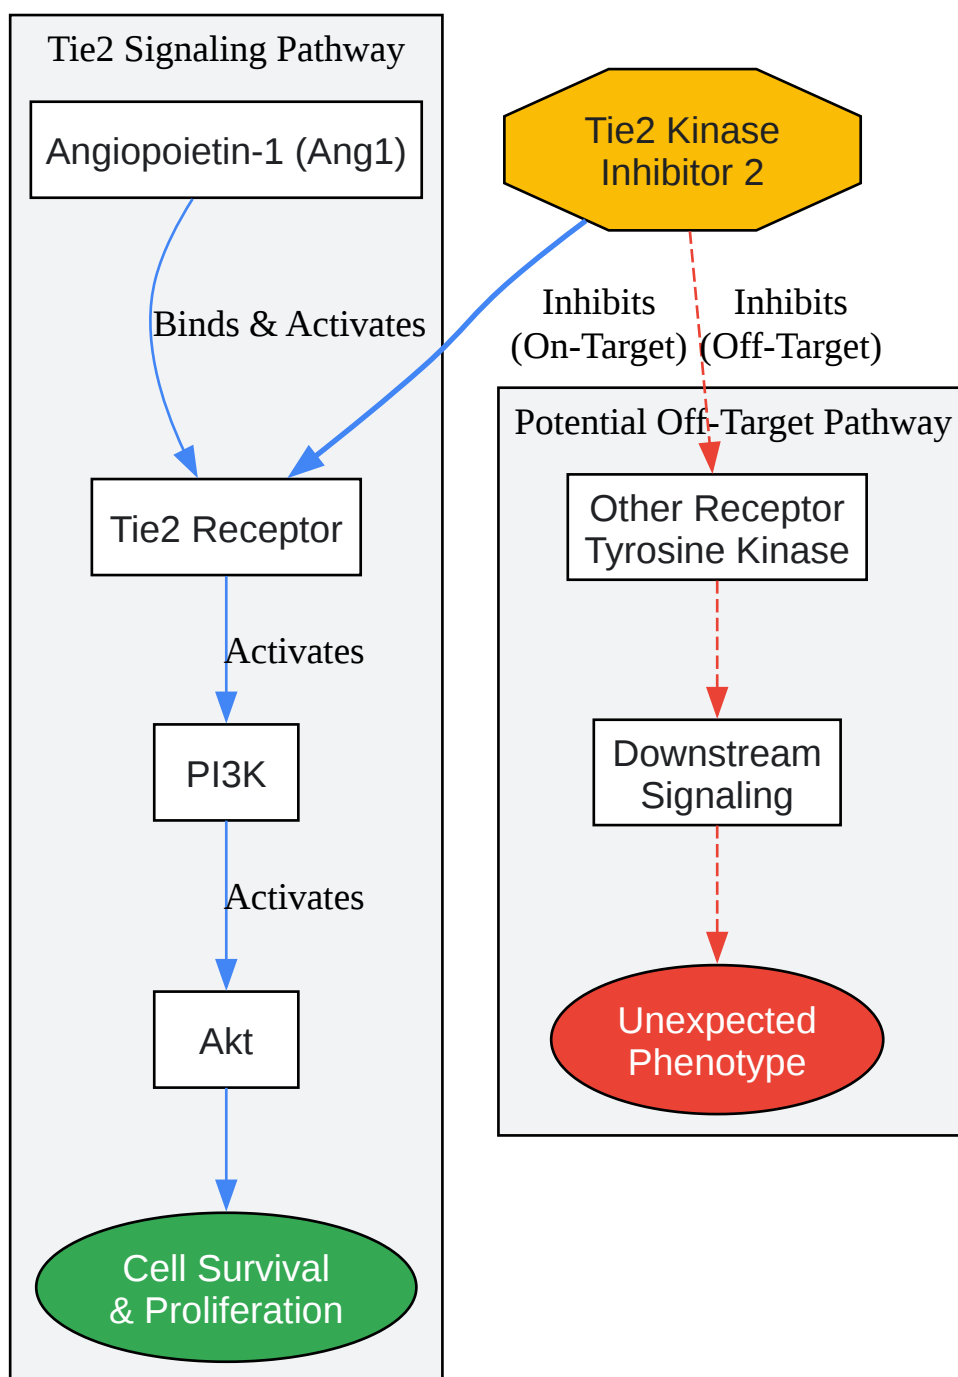 Tie2 Signaling Pathway
Angiopoietin-1 (Ang1)
Tie2 Kinase
Inhibitor 2
Binds & Activates
Inhibits
(On-Target)
Inhibits
(Off-Target)
Potential Off-Target Pathway
Tie2 Receptor
Other Receptor
Tyrosine Kinase
Activates
PI3K
Downstream
Signaling
Activates
Akt
Unexpected
Phenotype
Cell Survival
& Proliferation